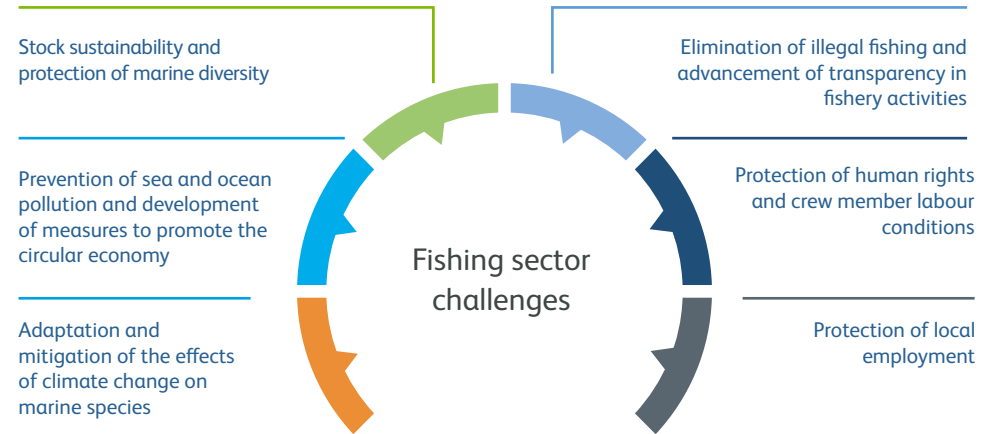 Stock sustainability and
protection of marine diversity
Prevention of sea and ocean
pollution and development
of measures to promote the
circular economy
Adaptation and
mitigation of the effects
of climate change on
marine species
Fishing sector
challenges
Elimination of illegal fishing and
advancement of transparency in
fishery activities
Protection of human rights
and crew member labour
conditions
Protection of local
employment